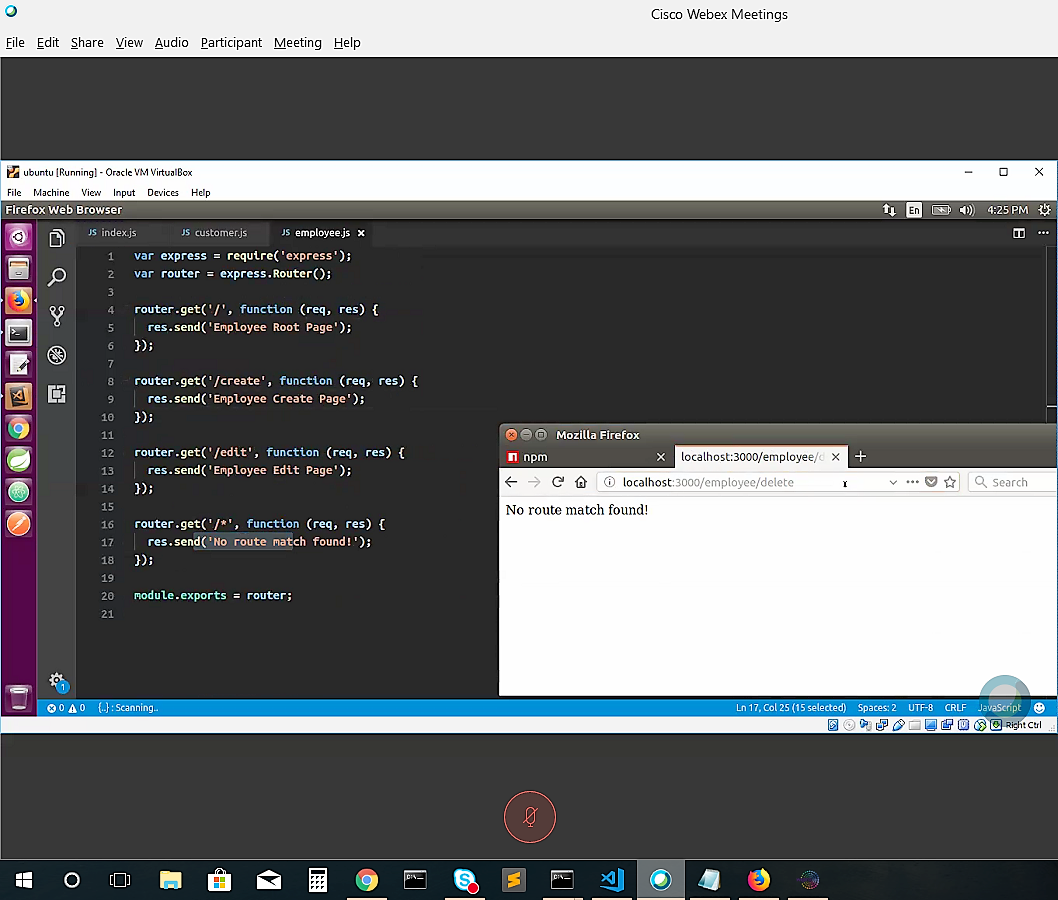 Cisco Webex Meetings
File Edit Share View Audio Participant Meeting Help
ubuntu [Running] - Oracle VM VirtualBox
File Machine View Input Devices Help
Firefox Web Browser En 4:25 PM
JS index.js JS customer.js JS employee.js
1 var express = require('express');
2 var router = express.Router();
3
4 router.get('/', function (req, res) {
5 res.send('Employee Root Page');
6 });
7
8 router.get('/create', function (req, res) {
9 res.send('Employee Create Page');
10 });
11
12 router.get('/edit', function (req, res) {
13 res.send('Employee Edit Page');
14 });
15
16 router.get('/*', function (req, res) {
17 res.send('No route match found!');
18 });
19
20 module.exports = router;
21
Mozilla Firefox
npm localhost:3000/employee/d
localhost:3000/employee/delete Search
No route match found!
1
0 0 {..} : Scanning.. Ln 17, Col 25 (15 selected) Spaces: 2 UTF-8 CRLF JavaScript
Right Ctrl